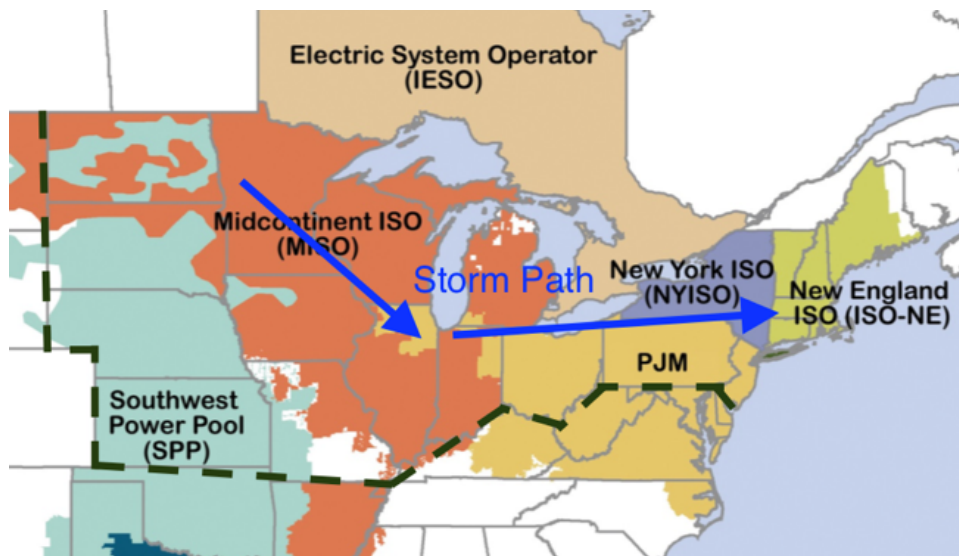 Electric System Operator
(IESO)
Midcontinent ISO
(MISO)
Storm Path
New York ISO
(NYISO)
New England
ISO (ISO-NE)
PJM
Southwest
Power Pool
(SPP)